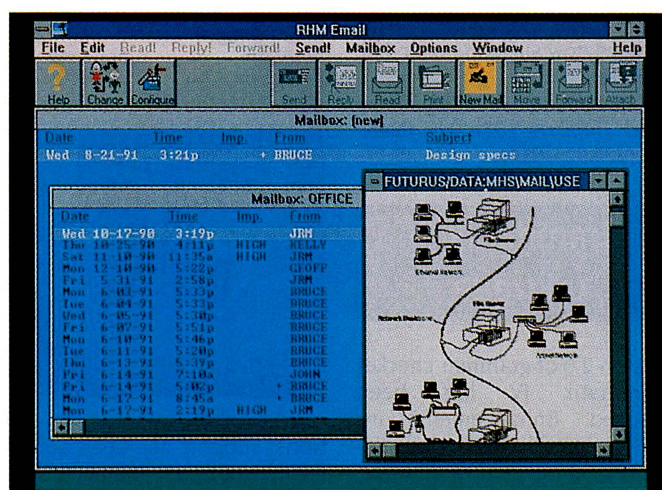 RHM Email
File Edit Read! Reply! Forward! Send! Mailbox Options Window Help
Help Change Configure Send Reply Read Print New Mail Move Forward Attach
Mailbox: (new)
Date Time Imp. From Subject
Wed 8-21-91 3:21p + BRUCE Design specs
Mailbox: OFFICE
Date Time Imp. From
Wed 10-17-90 3:19p JRM
Thu 10-25-90 4:11p HIGH KELLY
Sat 11-10-90 11:35a HIGH JRM
Mon 12-10-90 5:22p GEOFF
Fri 5-31-91 2:58p JRM
Mon 6-03-91 5:33p BRUCE
Tue 6-04-91 5:33p BRUCE
Wed 6-05-91 5:30p BRUCE
Fri 6-07-91 5:51p BRUCE
Mon 6-10-91 5:46p BRUCE
Tue 6-11-91 5:20p BRUCE
Thu 6-13-91 5:39p BRUCE
Fri 6-14-91 7:10a JOHN
Fri 6-14-91 5:02p + BRUCE
Mon 6-17-91 8:45a + BRUCE
Mon 6-17-91 2:19p HIGH JRM
FUTURUS/DATA:MHS\MAIL\USE
File Server
Ethernet Network
Network Backbone
File Server
Arcnet Network